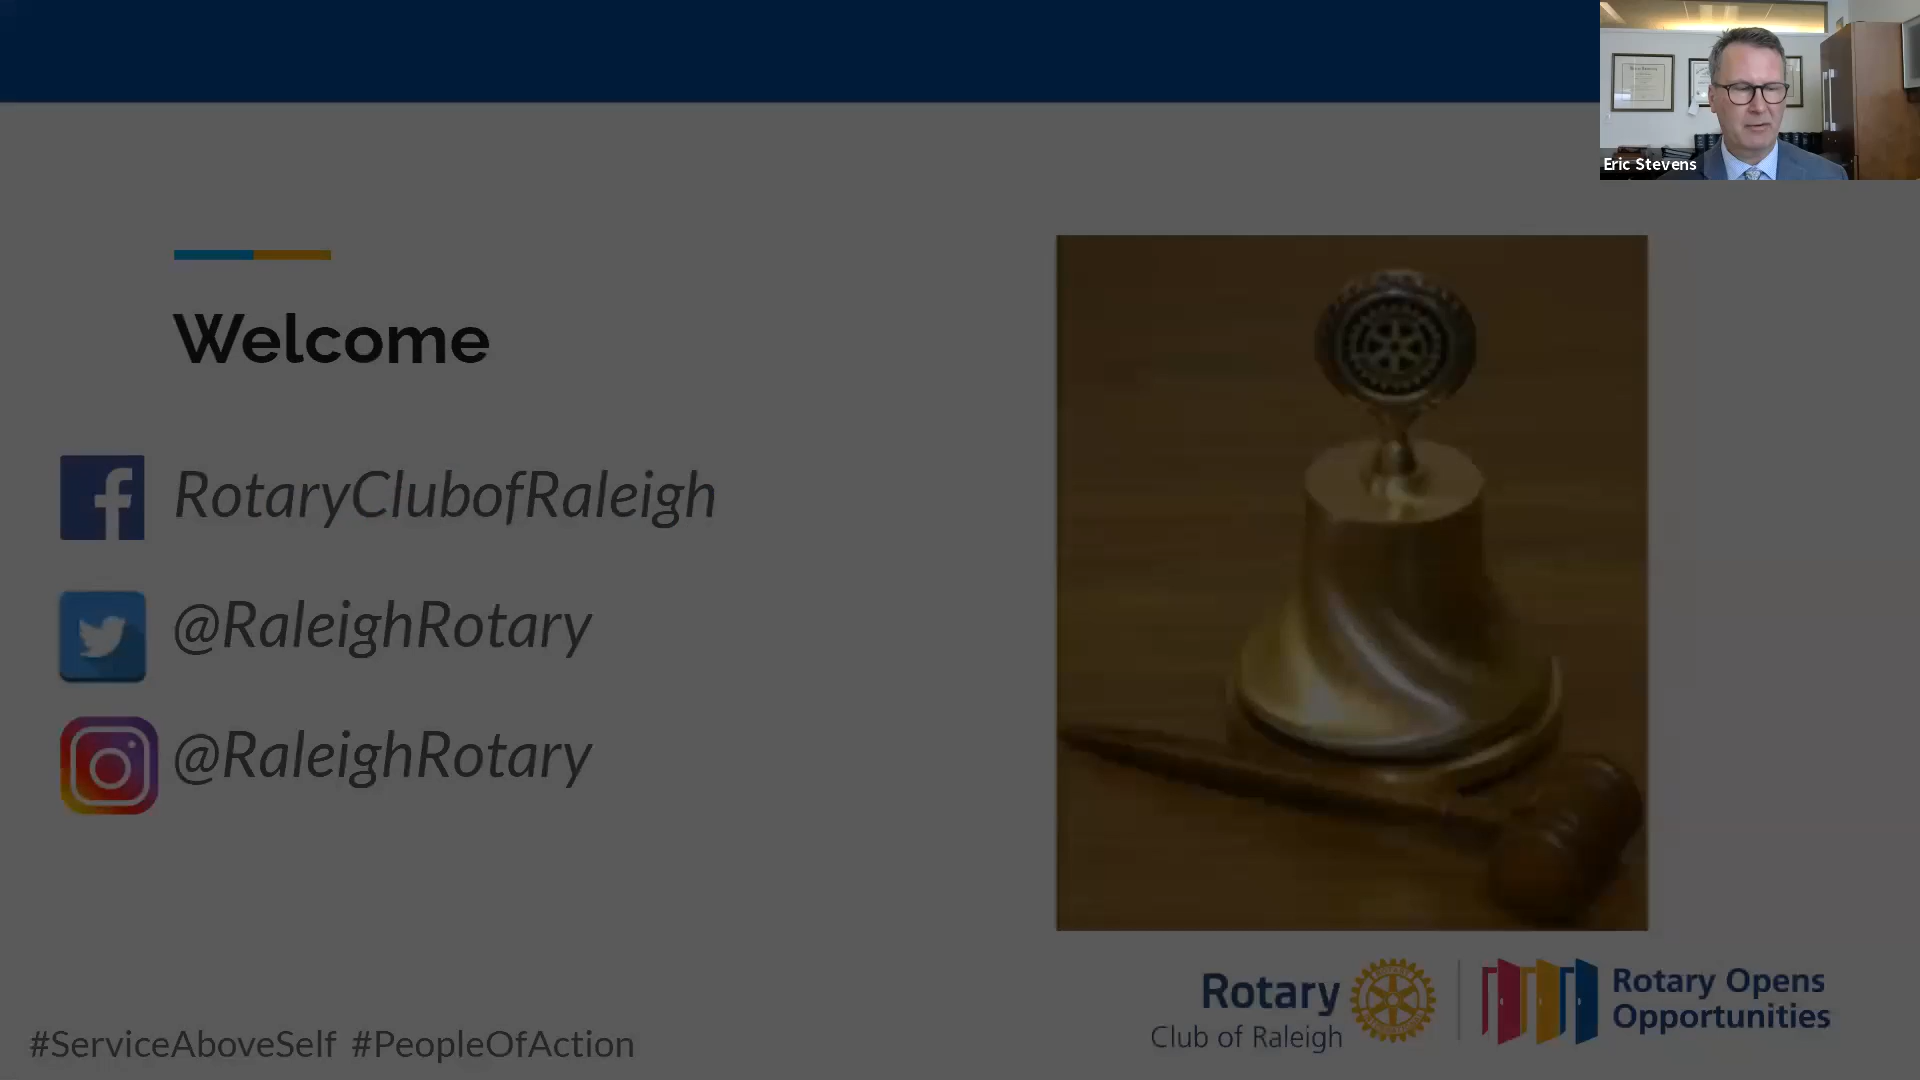 Eric Stevens
Welcome
RotaryClubofRaleigh
@RaleighRotary
@RaleighRotary
Rotary
Club of Raleigh
Rotary Opens
Opportunities
#ServiceAboveSelf #PeopleOfAction